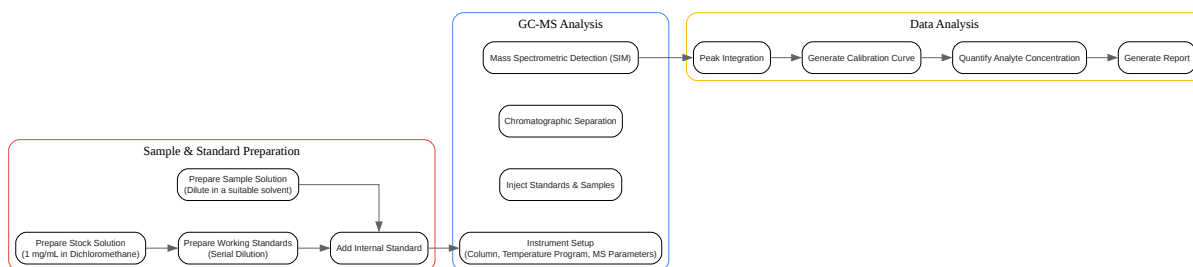 GC-MS Analysis
Data Analysis
Mass Spectrometric Detection (SIM)
Peak Integration
Generate Calibration Curve
Quantify Analyte Concentration
Generate Report
Chromatographic Separation
Sample & Standard Preparation
Prepare Sample Solution
(Dilute in a suitable solvent)
Inject Standards & Samples
Prepare Stock Solution
(1 mg/mL in Dichloromethane)
Prepare Working Standards
(Serial Dilution)
Add Internal Standard
Instrument Setup
(Column, Temperature Program, MS Parameters)